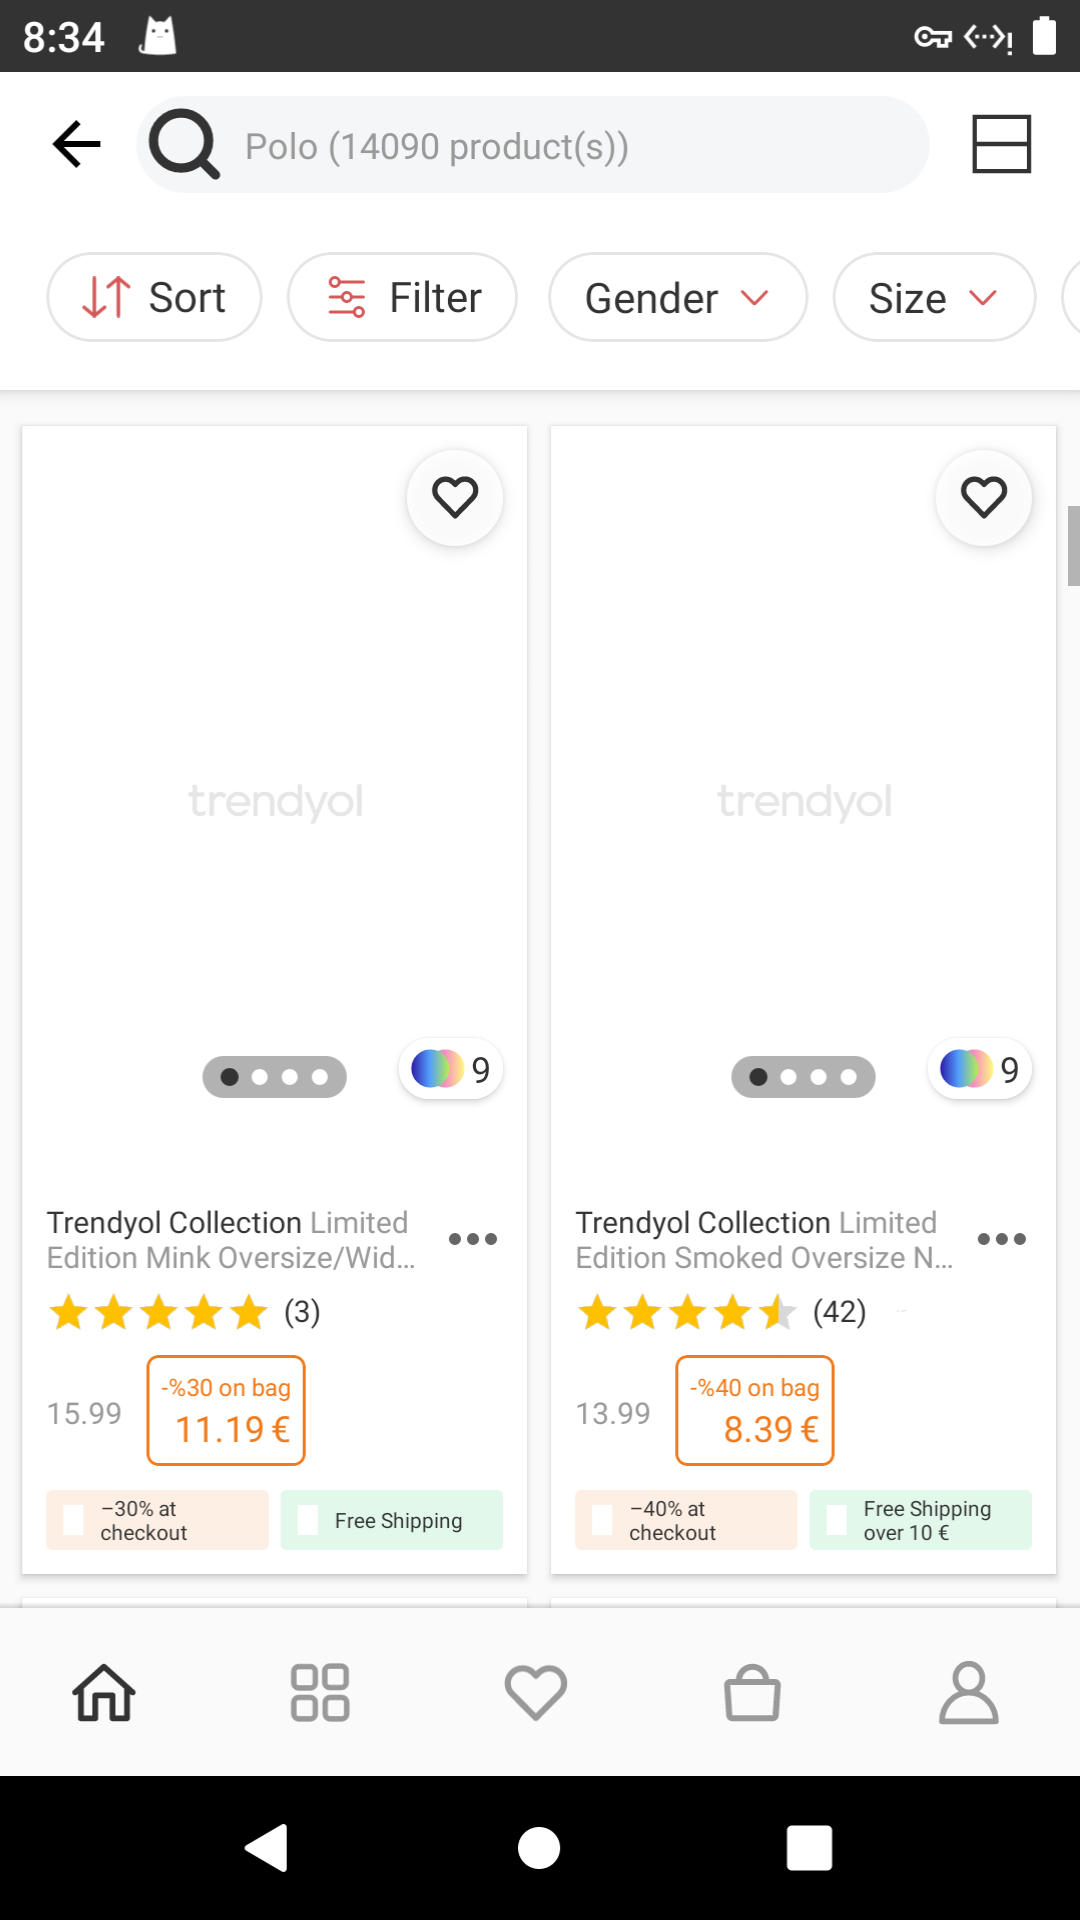 8:34
Polo (14090 product(s))
Sort
Filter
Gender
Size
trendyol
trendyol
9
9
Trendyol Collection Limited
Edition Mink Oversize/Wid...
Trendyol Collection Limited
Edition Smoked Oversize N...
(3)
(42)
15.99
-%30 on bag
11.19 €
13.99
-%40 on bag
8.39 €
–30% at
checkout
Free Shipping
–40% at
checkout
Free Shipping
over 10 €